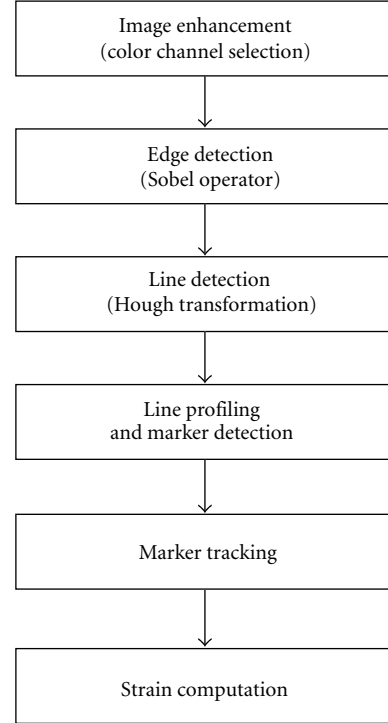 Image enhancement
(color channel selection)
Edge detection
(Sobel operator)
Line detection
(Hough transformation)
Line profiling
and marker detection
Marker tracking
Strain computation